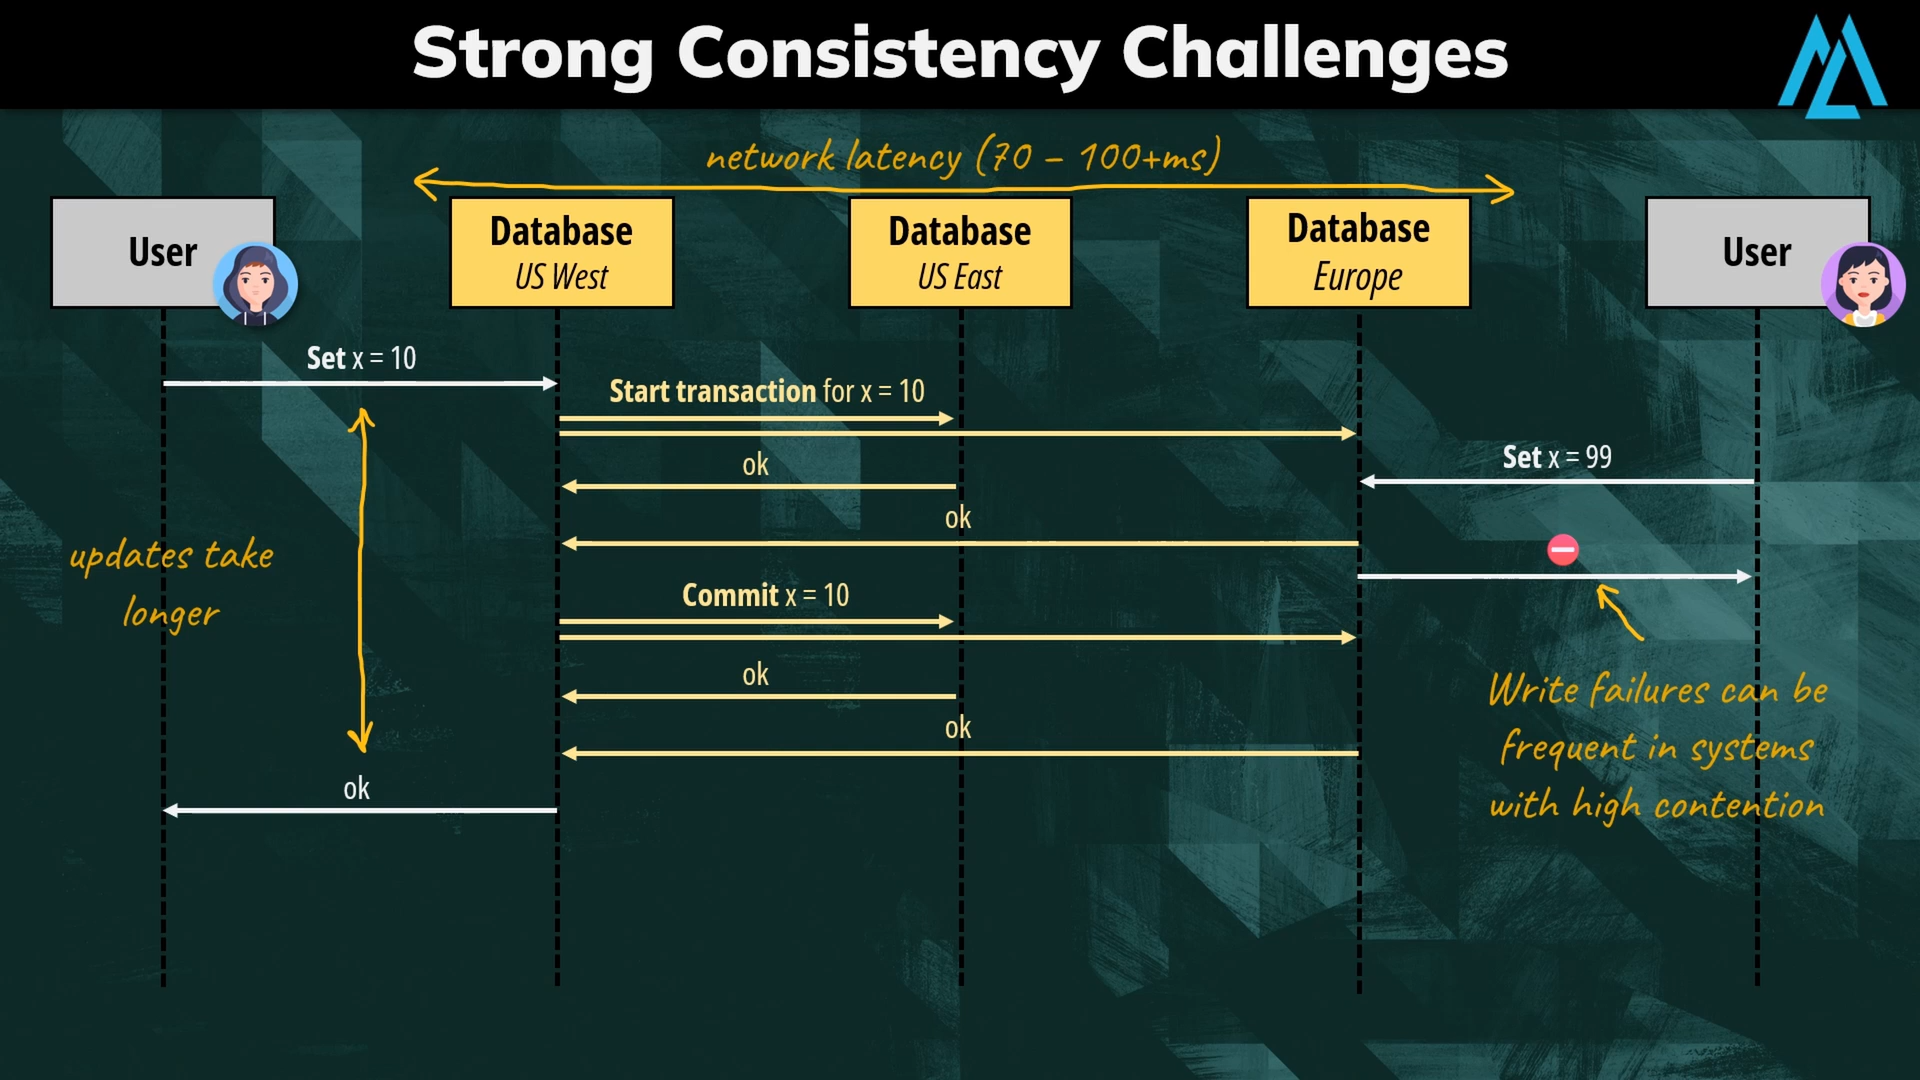 Strong Consistency Challenges
network latency (70 – 100+ms)
User
Database
US West
Database
US East
Database
Europe
User
Set x = 10
Start transaction for x = 10
ok
Set x = 99
ok
updates take
longer
Commit x = 10
ok
ok
Write failures can be
frequent in systems
with high contention
ok